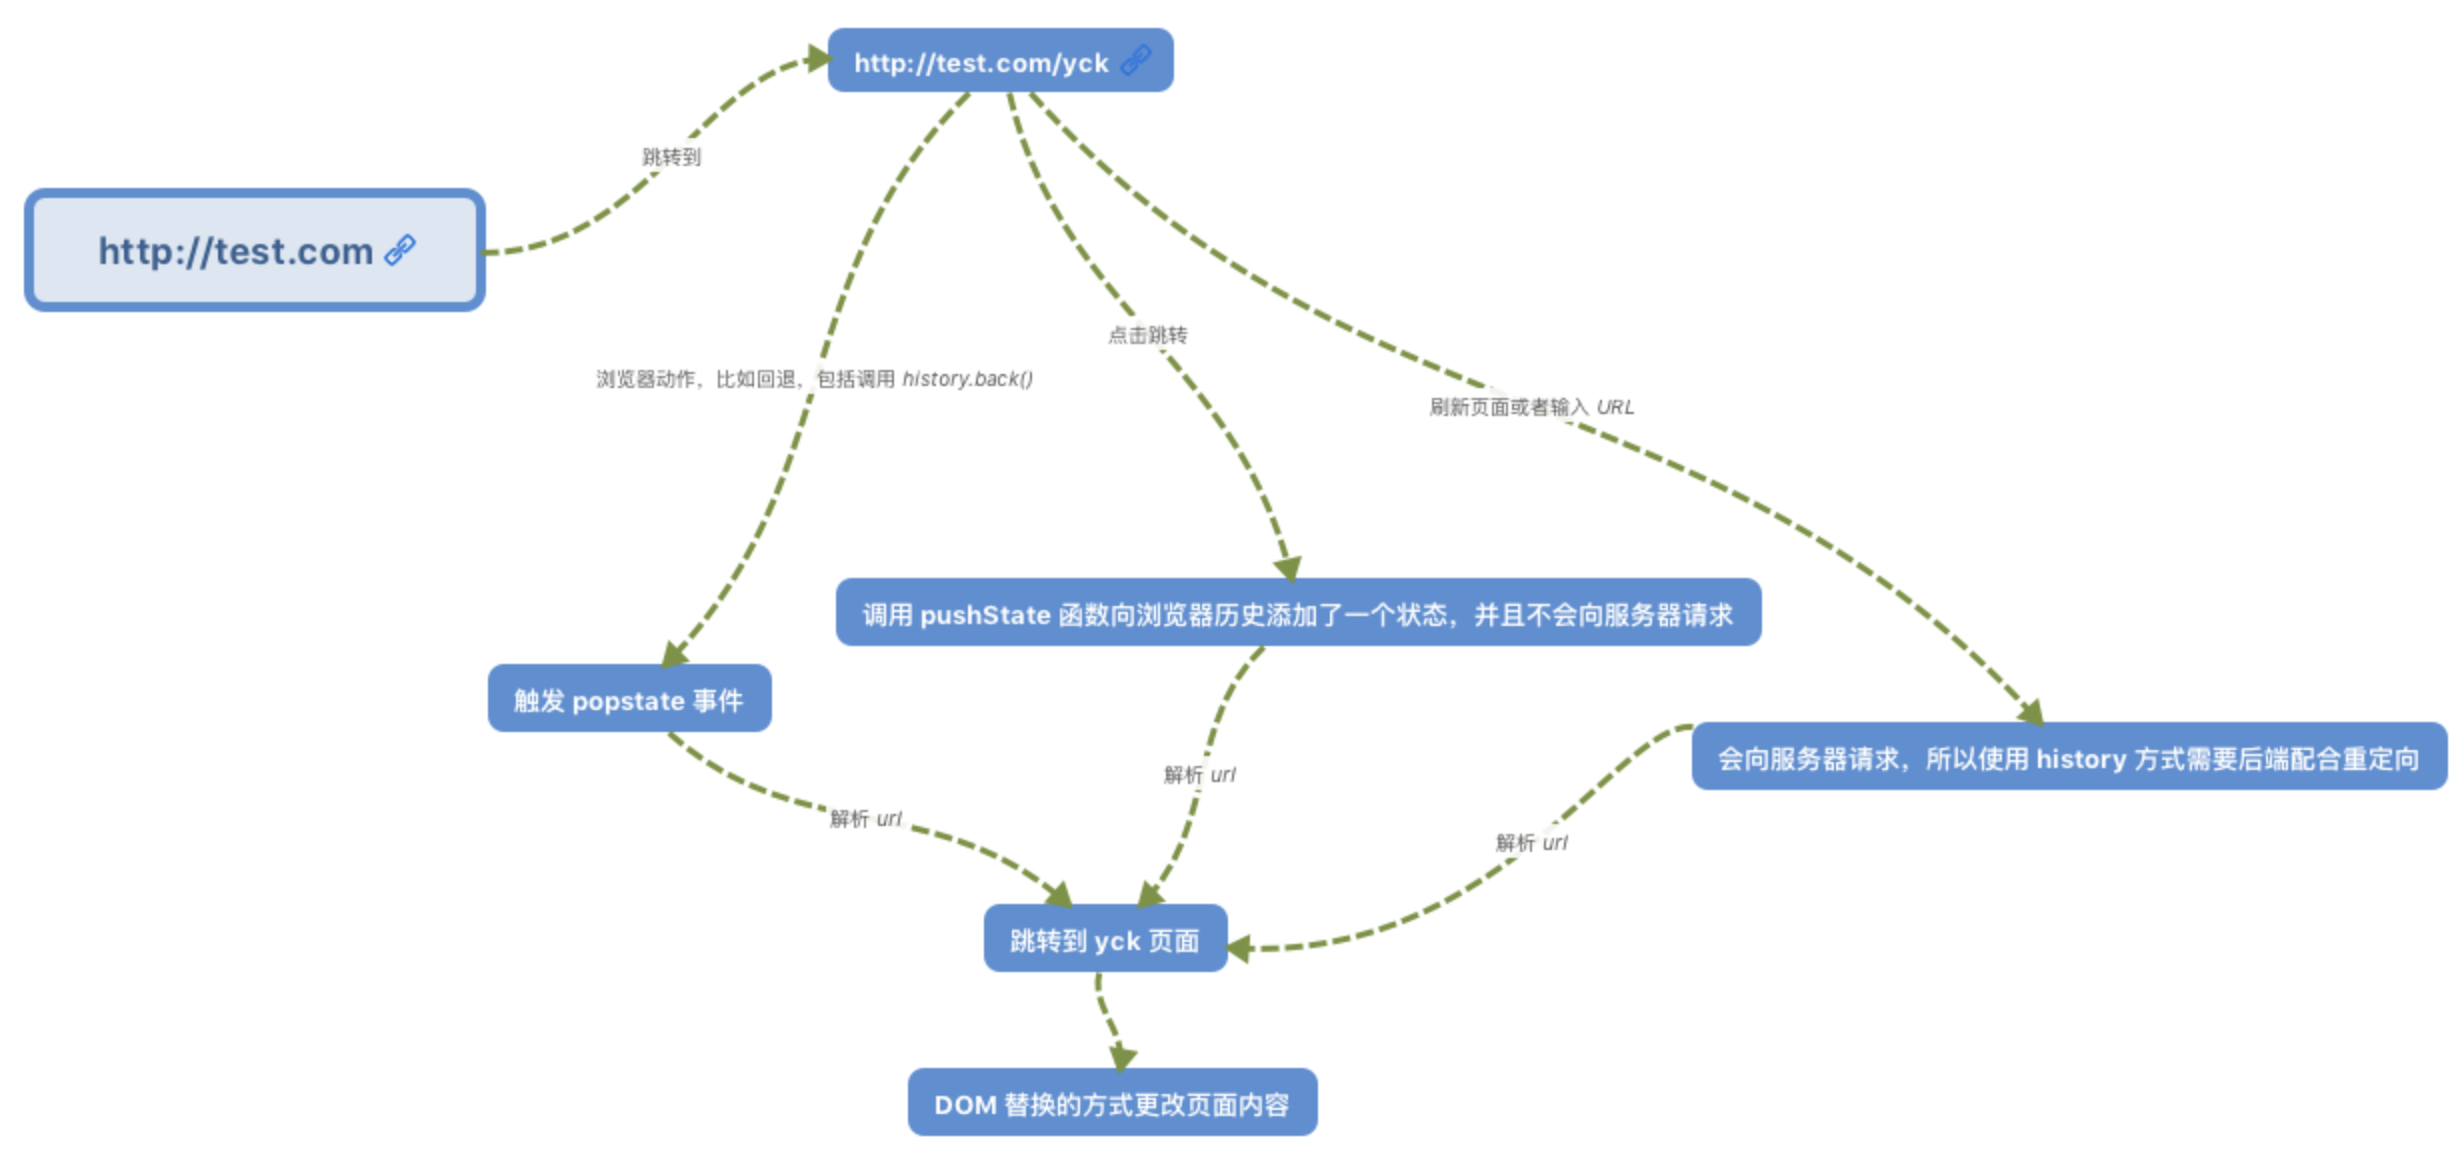 http://test.com/yck
跳转到
http://test.com
点击跳转
浏览器动作，比如回退，包括调用 history.back()
刷新页面或者输入 URL
调用 pushState 函数向浏览器历史添加了一个状态，并且不会向服务器请求
触发 popstate 事件
会向服务器请求，所以使用 history 方式需要后端配合重定向
解析 url
解析 url
解析 url
跳转到 yck 页面
DOM 替换的方式更改页面内容